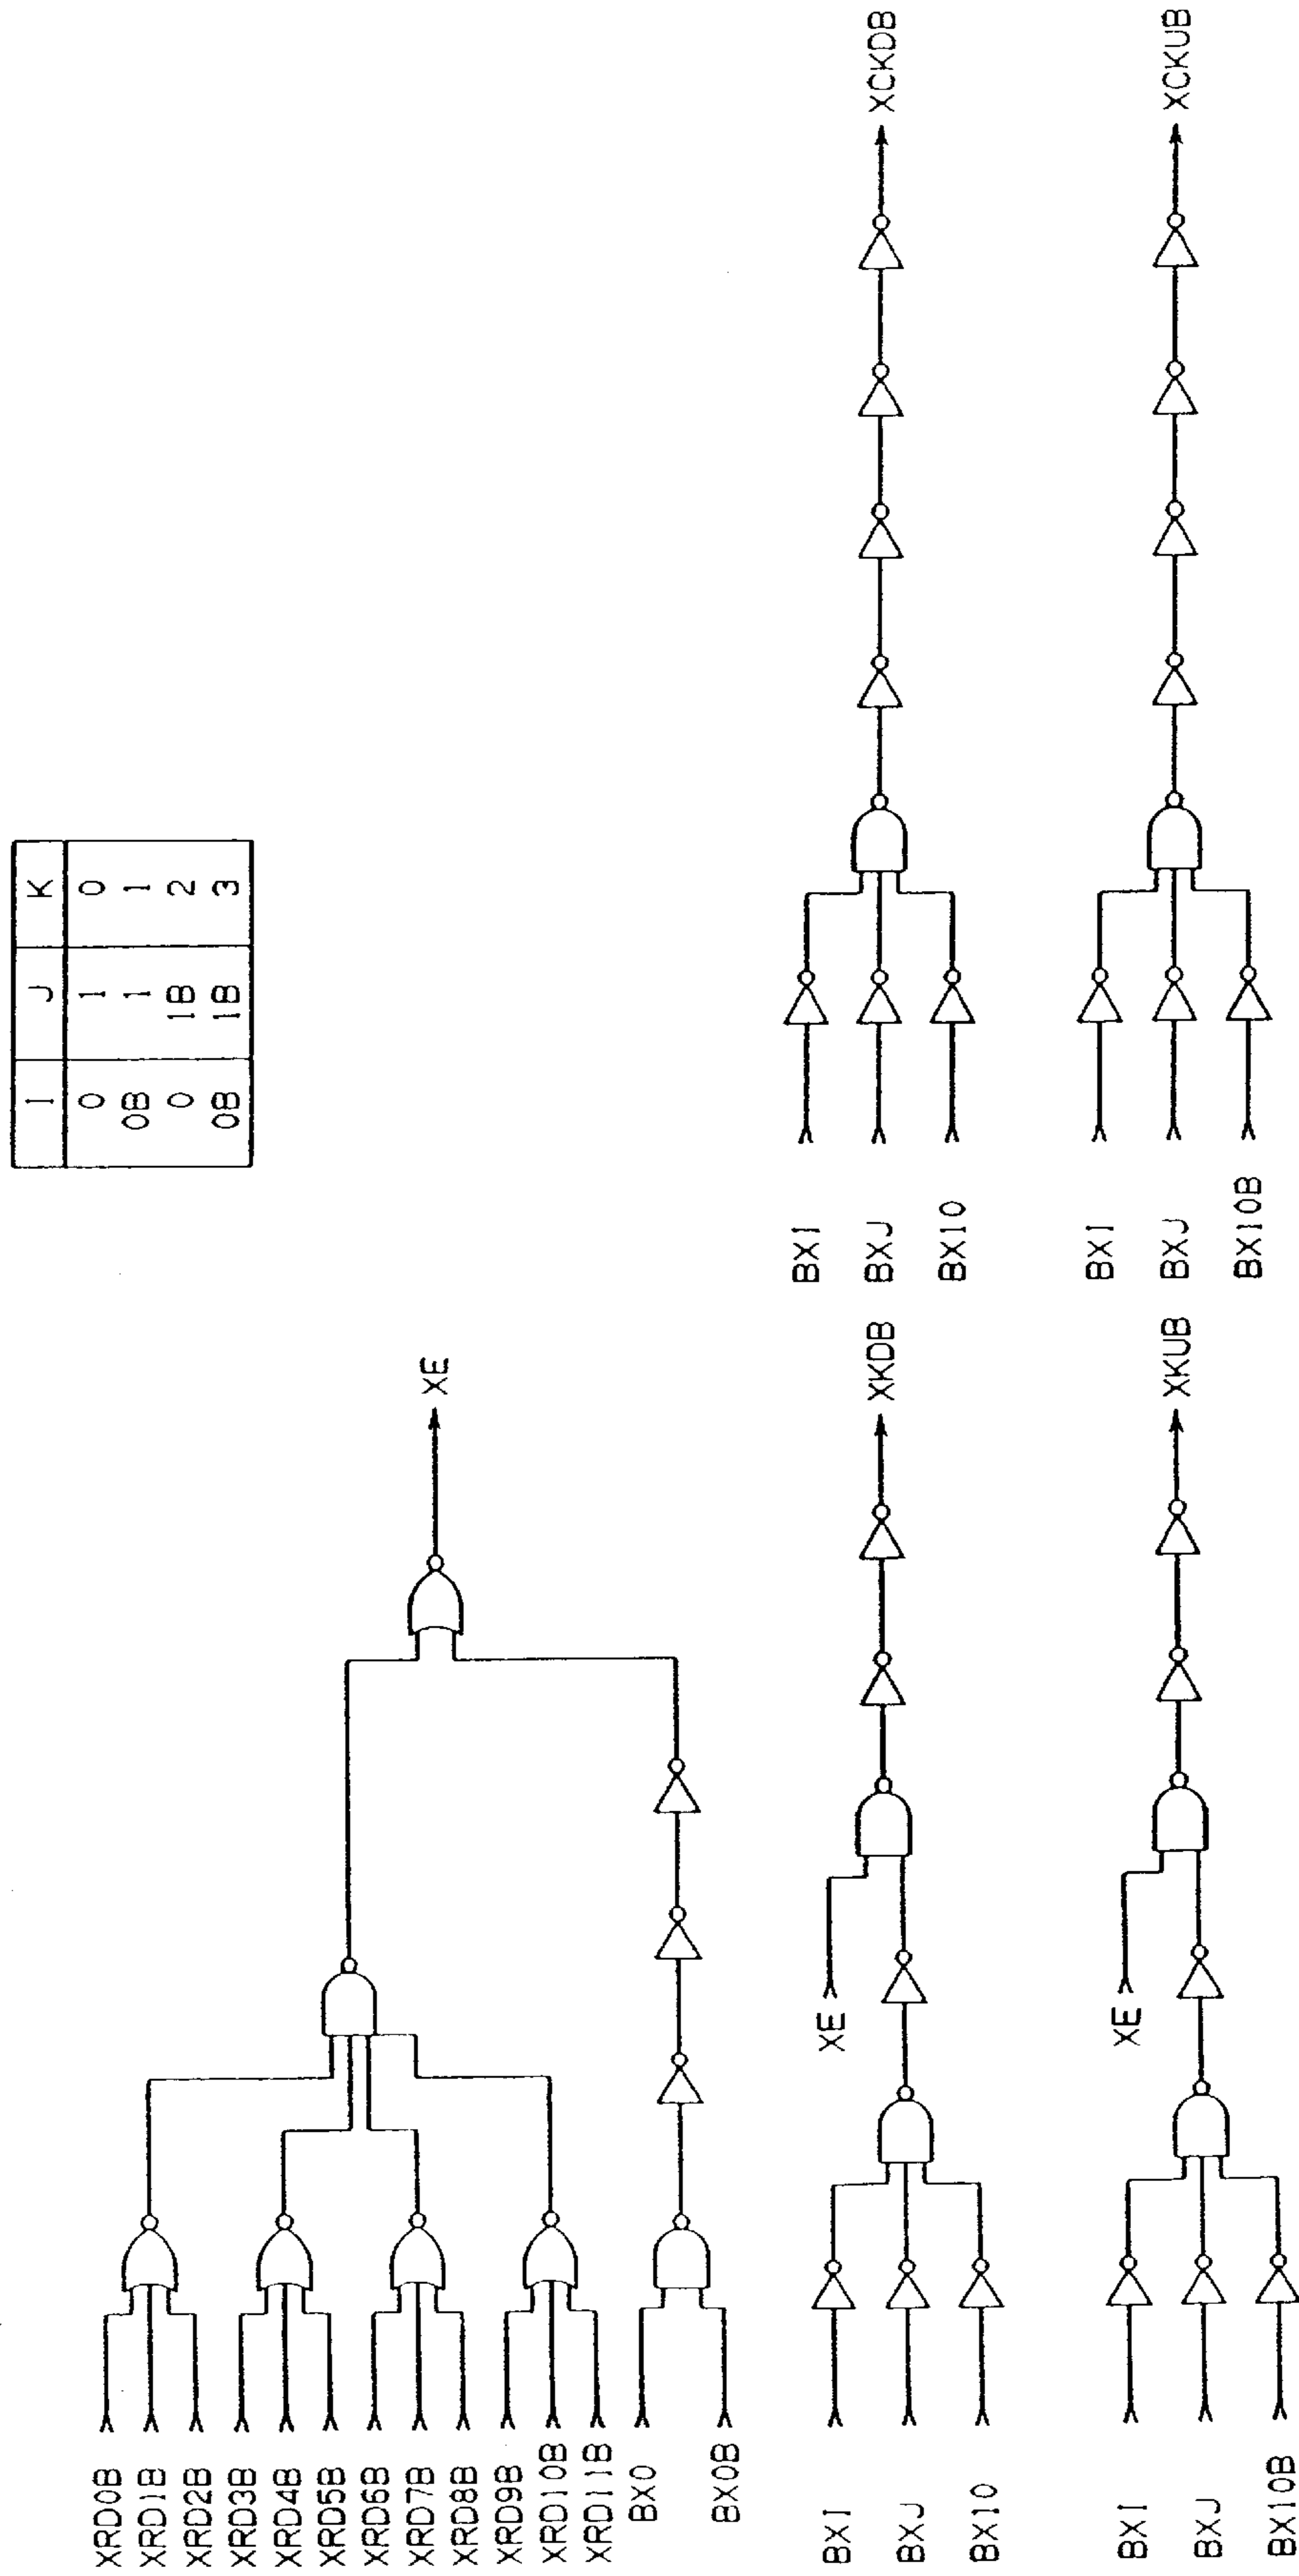 I J K
0 1 0
0B 1 1
0 1B 2
0B 1B 3
XRD0B
XRD1B
XRD2B
XRD3B
XRD4B
XRD5B
XRD6B
XRD7B
XRD8B
XRD9B
XRD10B
XRD11B
BX0
BX0B
XE
BXI
BXJ
BX10
XE
XKDB
BXI
BXJ
BX10
XCKDB
BXI
BXJ
BX10B
XE
XKUB
BXI
BXJ
BX10B
XCKUB